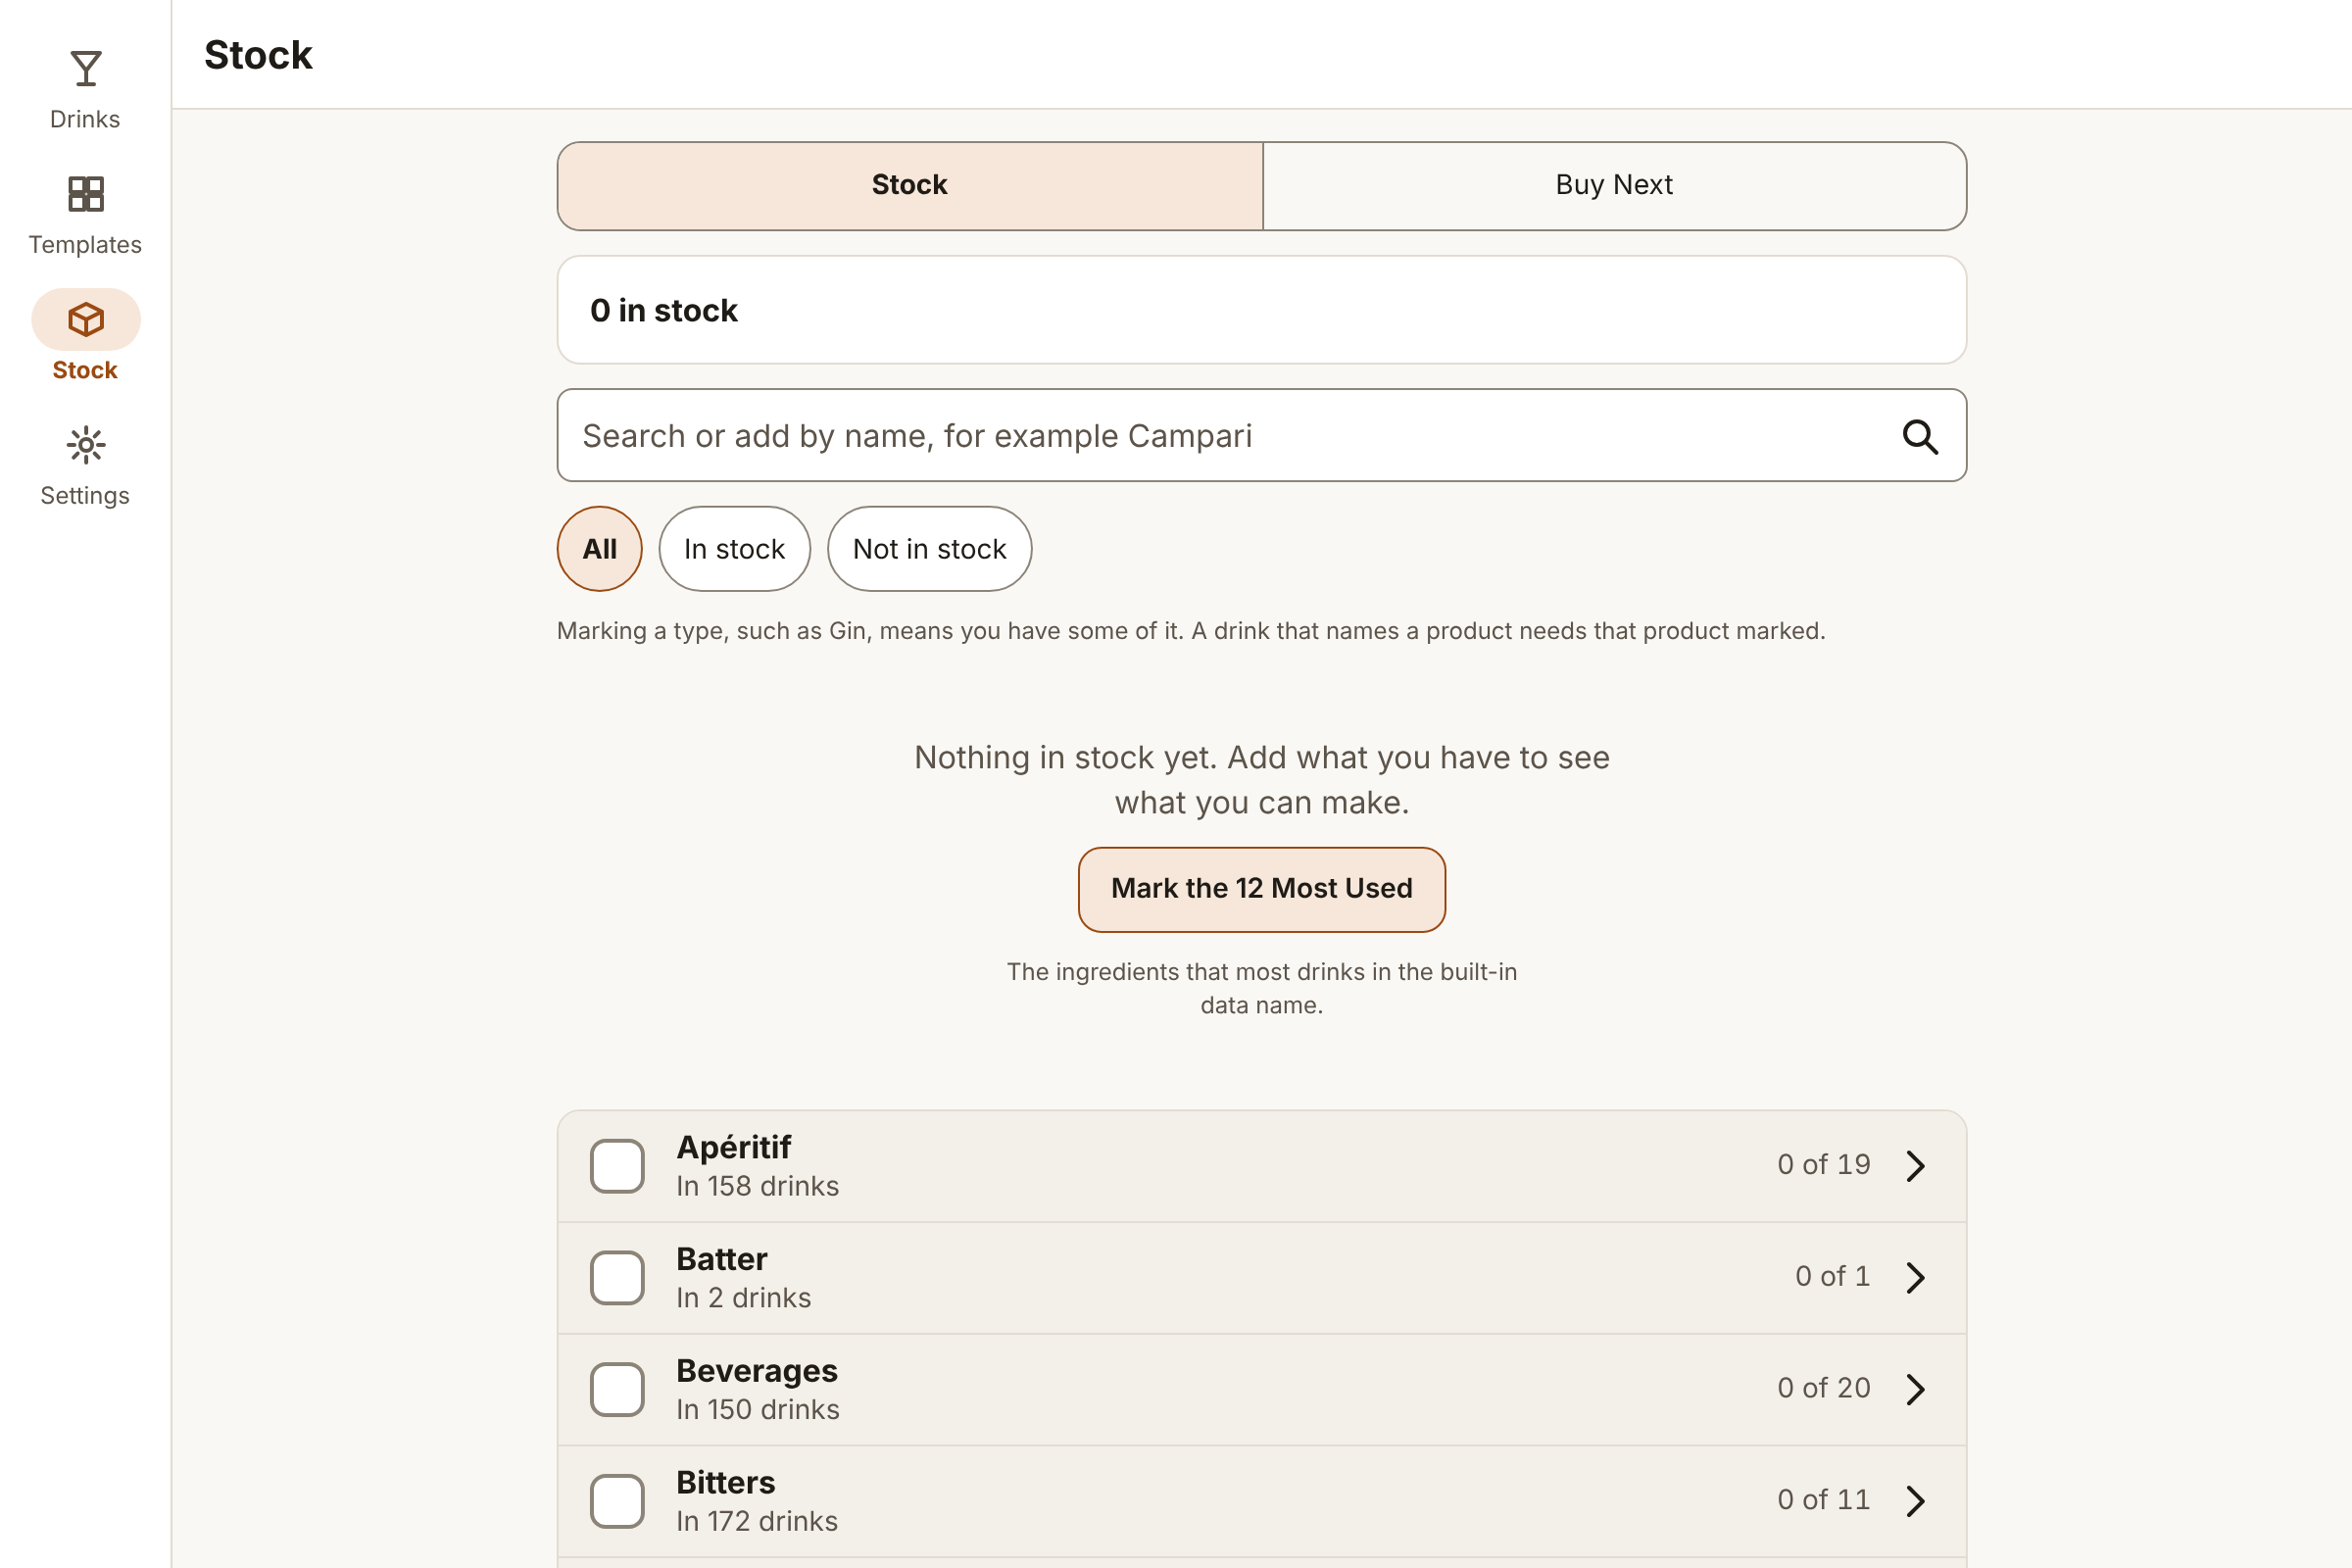 Stock
Drinks
Templates
Stock
Settings
Stock
Buy Next
0 in stock
Search or add by name, for example Campari
All
In stock
Not in stock
Marking a type, such as Gin, means you have some of it. A drink that names a product needs that product marked.
Nothing in stock yet. Add what you have to see
what you can make.
Mark the 12 Most Used
The ingredients that most drinks in the built-in
data name.
Apéritif
In 158 drinks
0 of 19
Batter
In 2 drinks
0 of 1
Beverages
In 150 drinks
0 of 20
Bitters
In 172 drinks
0 of 11